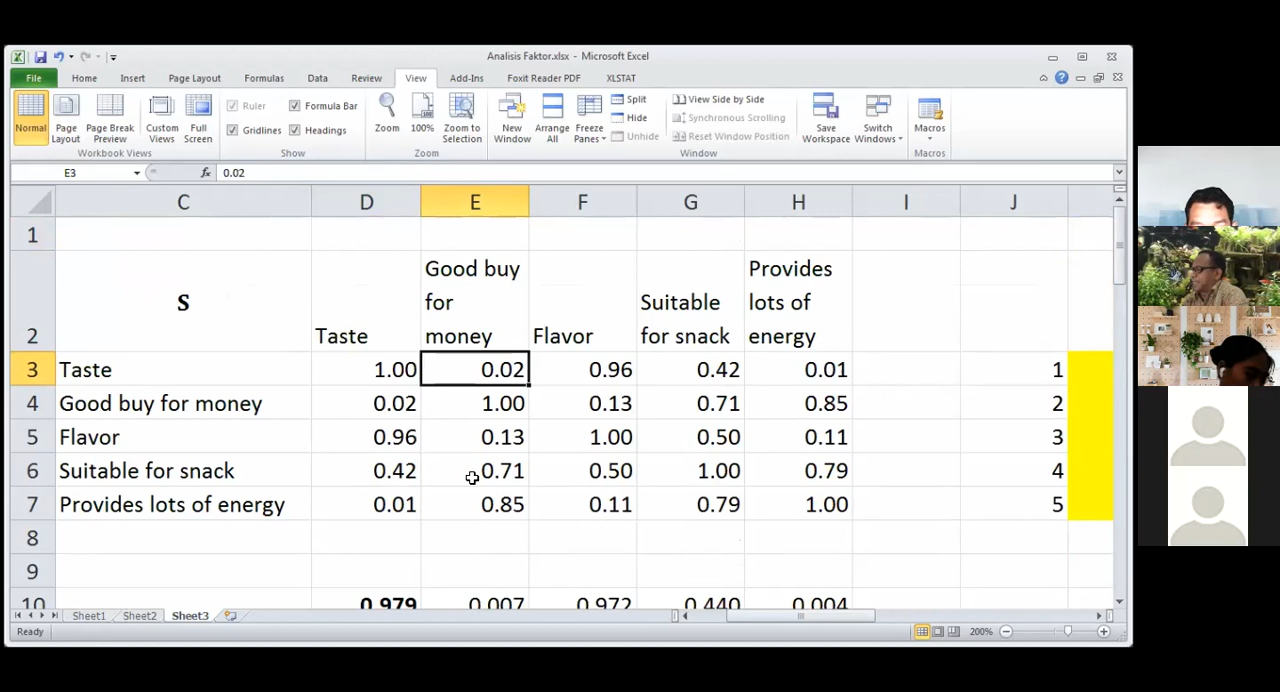 Analisis Faktor.xlsx - Microsoft Excel
File Home Insert Page Layout Formulas Data Review View Add-Ins Foxit Reader PDF XLSTAT
Normal
Page Layout
Page Break Preview
Custom Views
Full Screen
Workbook Views
Ruler
Formula Bar
Gridlines
Headings
Show
Zoom
100%
Zoom to Selection
Zoom
New Window
Arrange All
Freeze Panes
Split
Hide
Unhide
View Side by Side
Synchronous Scrolling
Reset Window Position
Window
Save Workspace
Switch Windows
Macros
Macros
E3 fx 0.02
C D E F G H I J
1
2 S Taste Good buy for money Flavor Suitable for snack Provides lots of energy
3 Taste 1.00 0.02 0.96 0.42 0.01 1
4 Good buy for money 0.02 1.00 0.13 0.71 0.85 2
5 Flavor 0.96 0.13 1.00 0.50 0.11 3
6 Suitable for snack 0.42 0.71 0.50 1.00 0.79 4
7 Provides lots of energy 0.01 0.85 0.11 0.79 1.00 5
8
9
10 0.979 0.007 0.972 0.440 0.004
Sheet1 Sheet2 Sheet3
Ready 200%